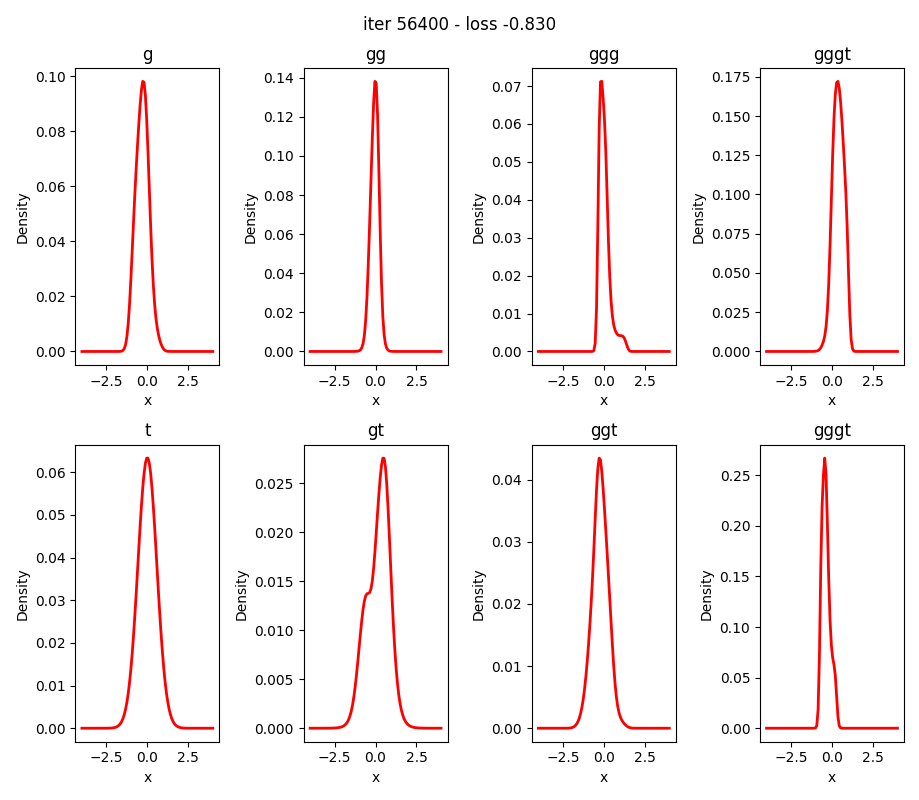 iter 56400 - loss -0.830
g
0.10
0.08
0.06
0.04
0.02
0.00
Density
−2.5 0.0 2.5
x
gg
0.14
0.12
0.10
0.08
0.06
0.04
0.02
0.00
Density
−2.5 0.0 2.5
x
ggg
0.07
0.06
0.05
0.04
0.03
0.02
0.01
0.00
Density
−2.5 0.0 2.5
x
gggt
0.175
0.150
0.125
0.100
0.075
0.050
0.025
0.000
Density
−2.5 0.0 2.5
x
t
0.06
0.05
0.04
0.03
0.02
0.01
0.00
Density
−2.5 0.0 2.5
x
gt
0.025
0.020
0.015
0.010
0.005
0.000
Density
−2.5 0.0 2.5
x
ggt
0.04
0.03
0.02
0.01
0.00
Density
−2.5 0.0 2.5
x
gggt
0.25
0.20
0.15
0.10
0.05
0.00
Density
−2.5 0.0 2.5
x